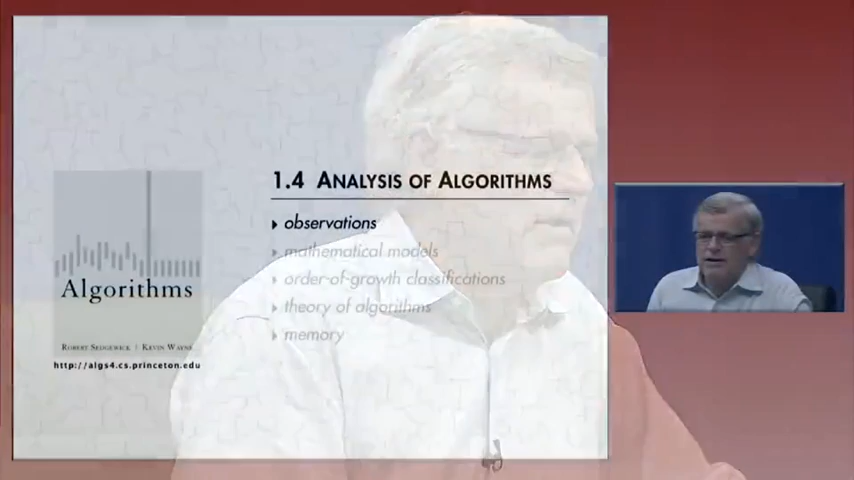 1.4 ANALYSIS OF ALGORITHMS
observations
mathematical models
order-of-growth classifications
theory of algorithms
memory
Algorithms
ROBERT SEDGEWICK | KEVIN WAYNE
http://algs4.cs.princeton.edu